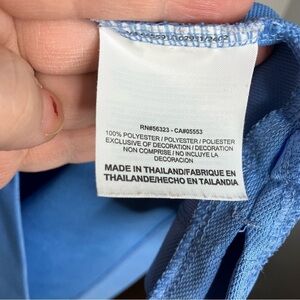 RN#56323 - CA#05553
100% POLYESTER / POLYESTER / POLIESTER
EXCLUSIVE OF DECORATION / DECORATION
NON COMPRISE / NO INCLUYE LA
DECORACION
MADE IN THAILAND/FABRIQUE EN
THAILANDE/HECHO EN TAILANDIA